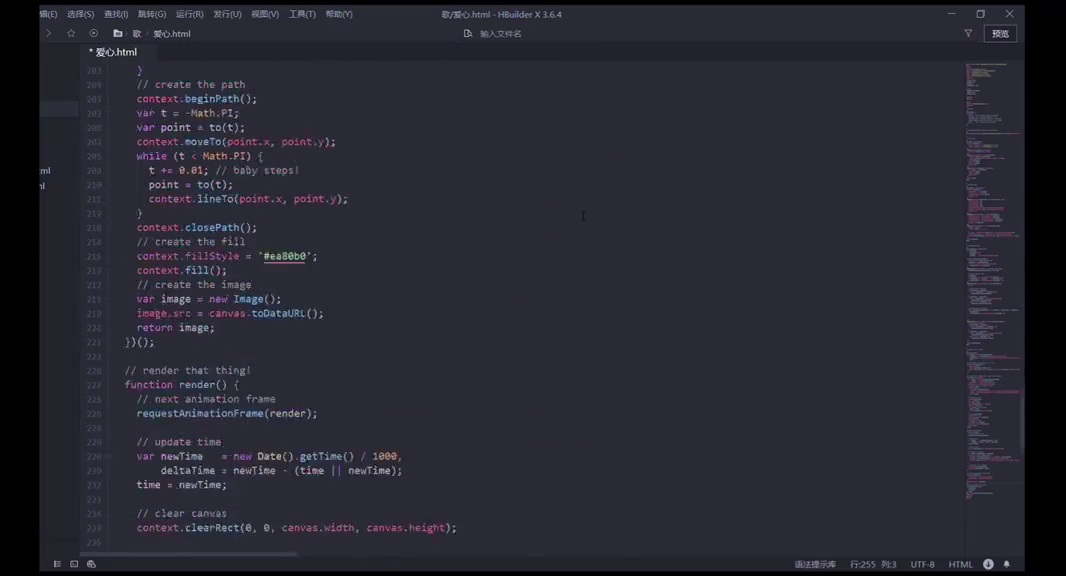 辑(E) 选择(S) 查找(I) 跳转(G) 运行(R) 发行(U) 视图(V) 工具(T) 帮助(Y) 歌/爱心.html - HBuilder X 3.6.4
歌 爱心.html 输入文件名 预览
* 爱心.html
}
// create the path
context.beginPath();
var t = -Math.PI;
var point = to(t);
context.moveTo(point.x, point.y);
while (t < Math.PI) {
t += 0.01; // baby steps!
point = to(t);
context.lineTo(point.x, point.y);
}
context.closePath();
// create the fill
context.fillStyle = '#ea80b0';
context.fill();
// create the image
var image = new Image();
image.src = canvas.toDataURL();
return image;
})();
// render that thing!
function render() {
// next animation frame
requestAnimationFrame(render);
// update time
var newTime = new Date().getTime() / 1000,
deltaTime = newTime - (time || newTime);
time = newTime;
// clear canvas
context.clearRect(0, 0, canvas.width, canvas.height);
语法提示库 行:255 列:3 UTF-8 HTML